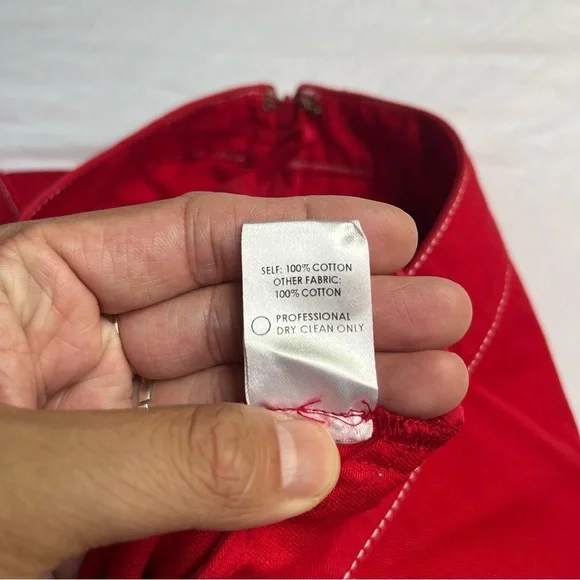 SELF: 100% COTTON
OTHER FABRIC:
100% COTTON
PROFESSIONAL
DRY CLEAN ONLY